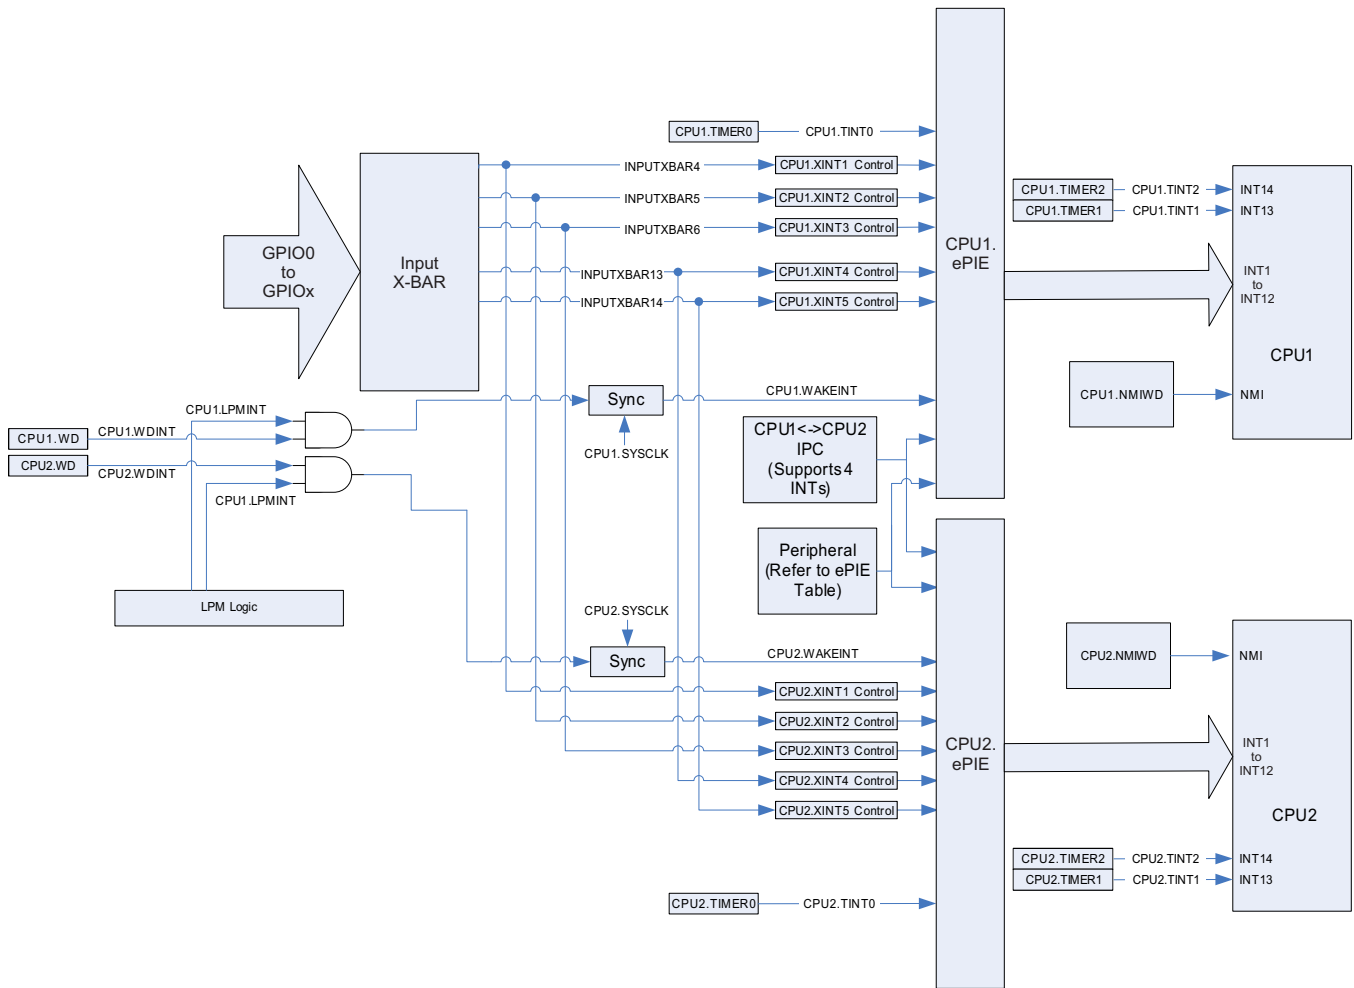 CPU1.TIMER0
CPU1.TINT0
INPUTXBAR4
CPU1.XINT1 Control
INPUTXBAR5
CPU1.XINT2 Control
INPUTXBAR6
CPU1.XINT3 Control
INPUTXBAR13
CPU1.XINT4 Control
INPUTXBAR14
CPU1.XINT5 Control
GPIO0
to
GPIOx
Input
X-BAR
CPU1.
ePIE
CPU1.TIMER2
CPU1.TINT2
INT14
CPU1.TIMER1
CPU1.TINT1
INT13
INT1
to
INT12
CPU1
CPU1.NMIWD
NMI
CPU1.LPMINT
CPU1.WD
CPU1.WDINT
CPU2.WD
CPU2.WDINT
CPU1.LPMINT
LPM Logic
Sync
CPU1.SYSCLK
CPU1.WAKEINT
CPU1<->CPU2
IPC
(Supports 4
INTs)
Peripheral
(Refer to ePIE
Table)
CPU2.SYSCLK
Sync
CPU2.WAKEINT
CPU2.XINT1 Control
CPU2.XINT2 Control
CPU2.XINT3 Control
CPU2.XINT4 Control
CPU2.XINT5 Control
CPU2.
ePIE
CPU2.NMIWD
NMI
INT1
to
INT12
CPU2
CPU2.TIMER2
CPU2.TINT2
INT14
CPU2.TIMER1
CPU2.TINT1
INT13
CPU2.TIMER0
CPU2.TINT0